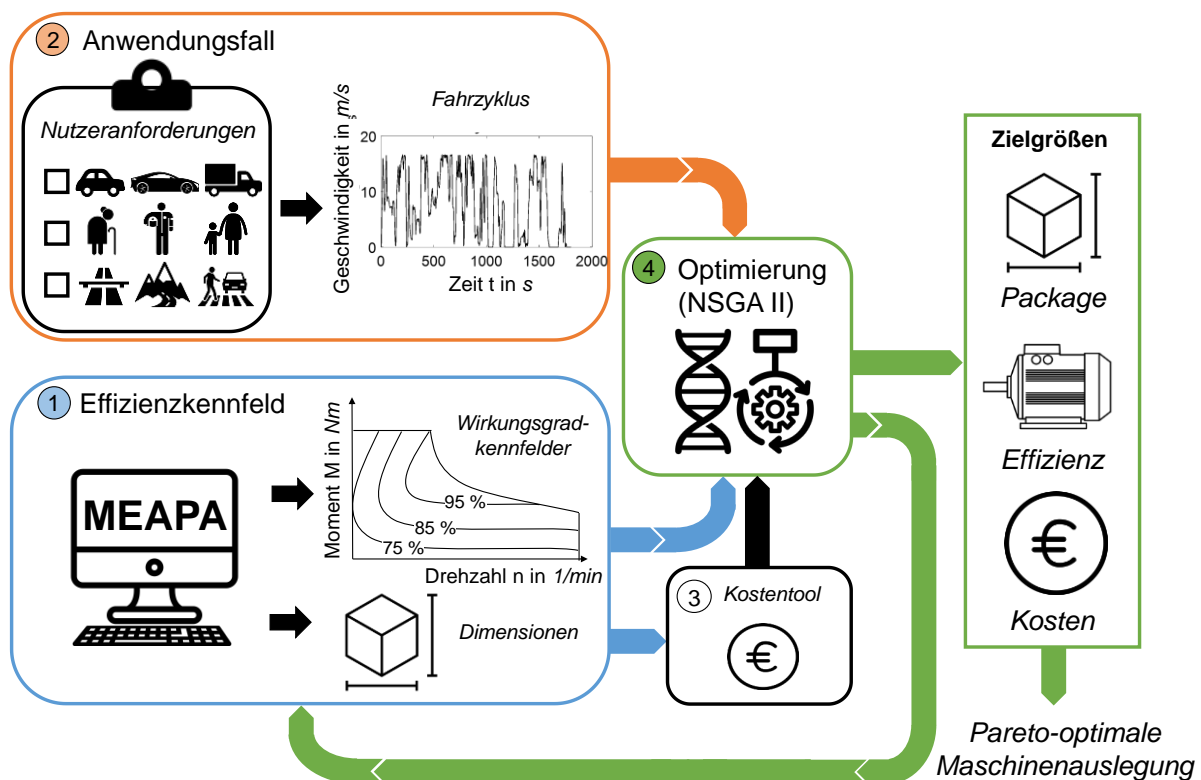 2 Anwendungsfall
Nutzeranforderungen
Fahrzyklus
Geschwindigkeit in m/s
20
10
0
0 500 1000 1500 2000
Zeit t in s
1 Effizienzkennfeld
MEAPA
Moment M in Nm
Wirkungsgrad-
kennfelder
95 %
85 %
75 %
Drehzahl n in 1/min
Dimensionen
3 Kostentool
€
4 Optimierung
(NSGA II)
Zielgrößen
Package
Effizienz
€
Kosten
Pareto-optimale
Maschinenauslegung